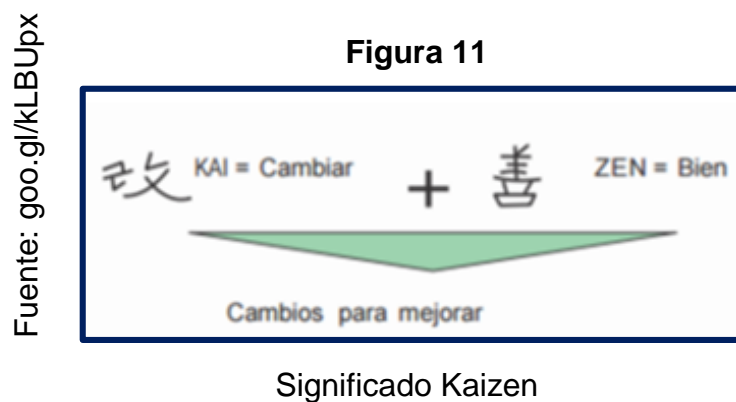 Fuente: goo.gl/kLBUpx
Figura 11
改 KAI = Cambiar + 善 ZEN = Bien
Cambios para mejorar
Significado Kaizen